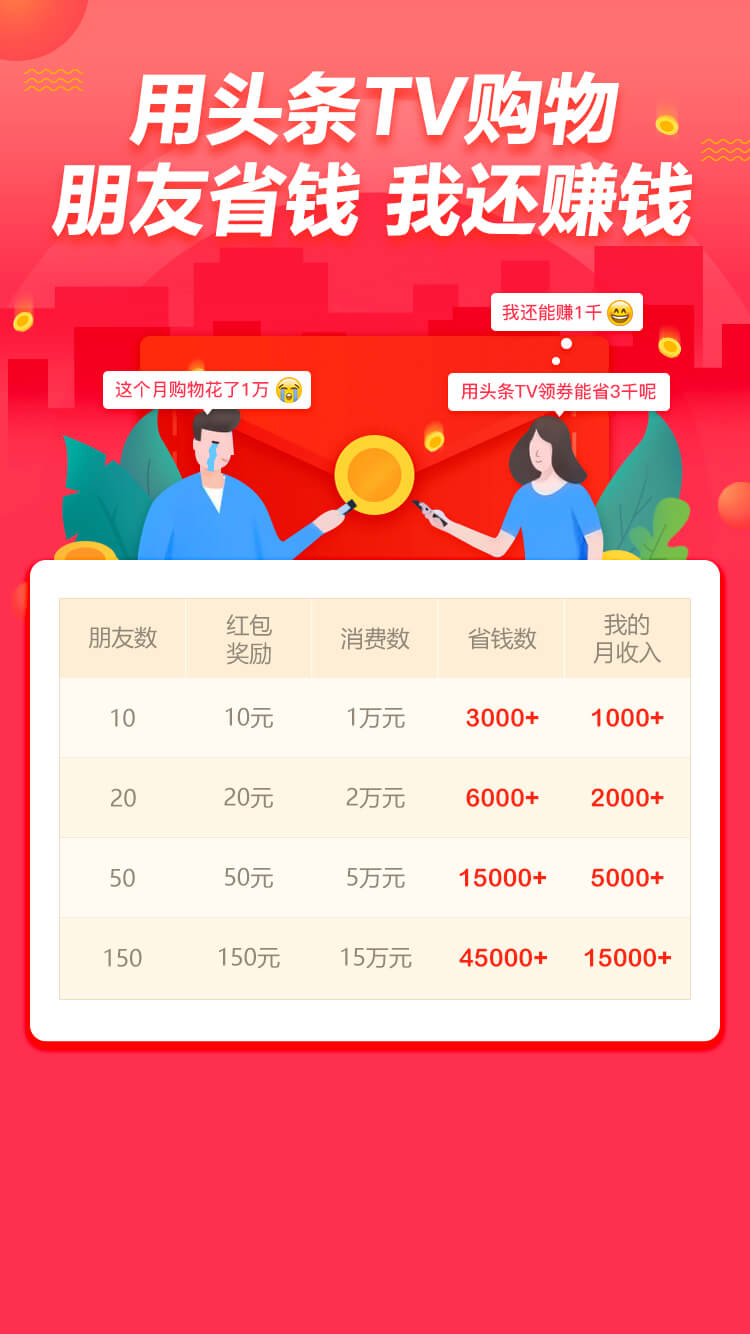 用头条TV购物
朋友省钱 我还赚钱
我还能赚1千😄
这个月购物花了1万😭
用头条TV领券能省3千呢
朋友数 红包奖励 消费数 省钱数 我的月收入
10 10元 1万元 3000+ 1000+
20 20元 2万元 6000+ 2000+
50 50元 5万元 15000+ 5000+
150 150元 15万元 45000+ 15000+